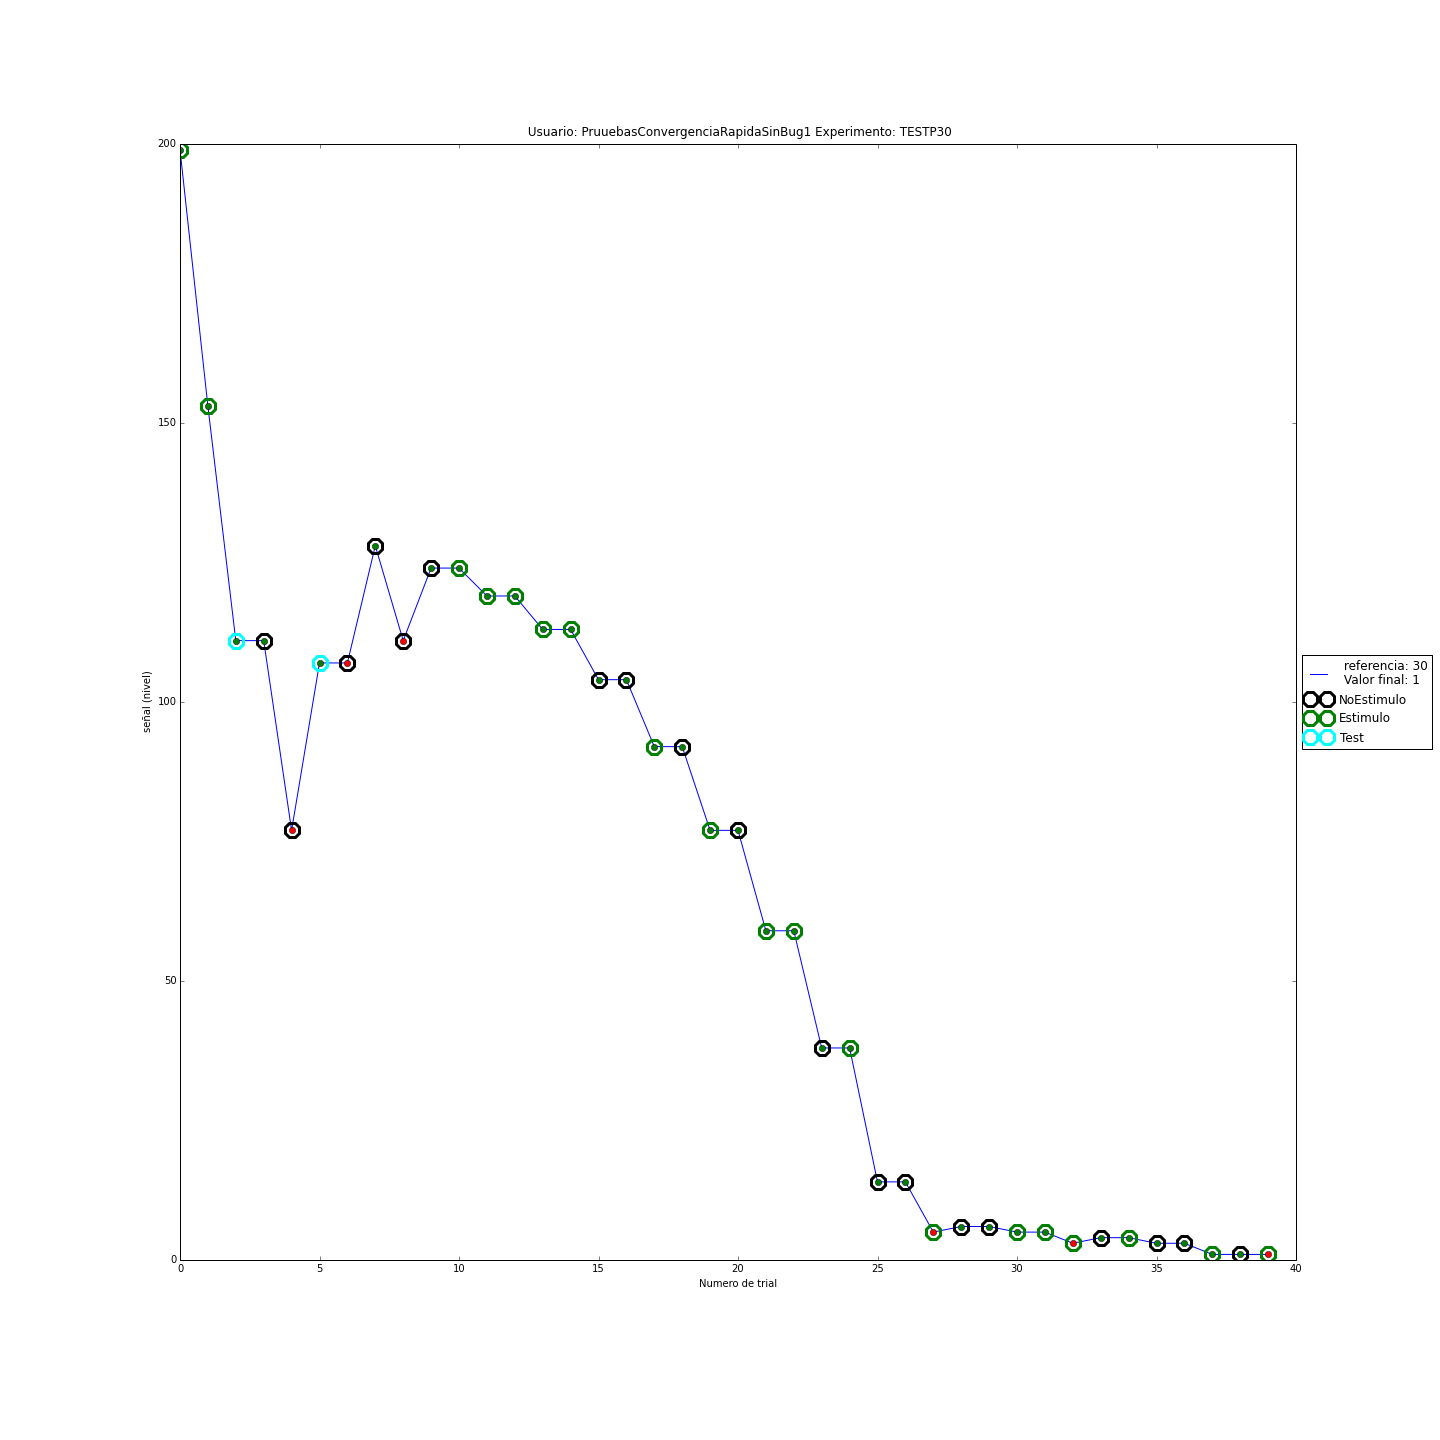 Usuario: PruuebasConvergenciaRapidaSinBug1 Experimento: TESTP30
200
150
100
50
0
señal (nivel)
0 5 10 15 20 25 30 35 40
Numero de trial
referencia: 30
Valor final: 1
NoEstimulo
Estimulo
Test